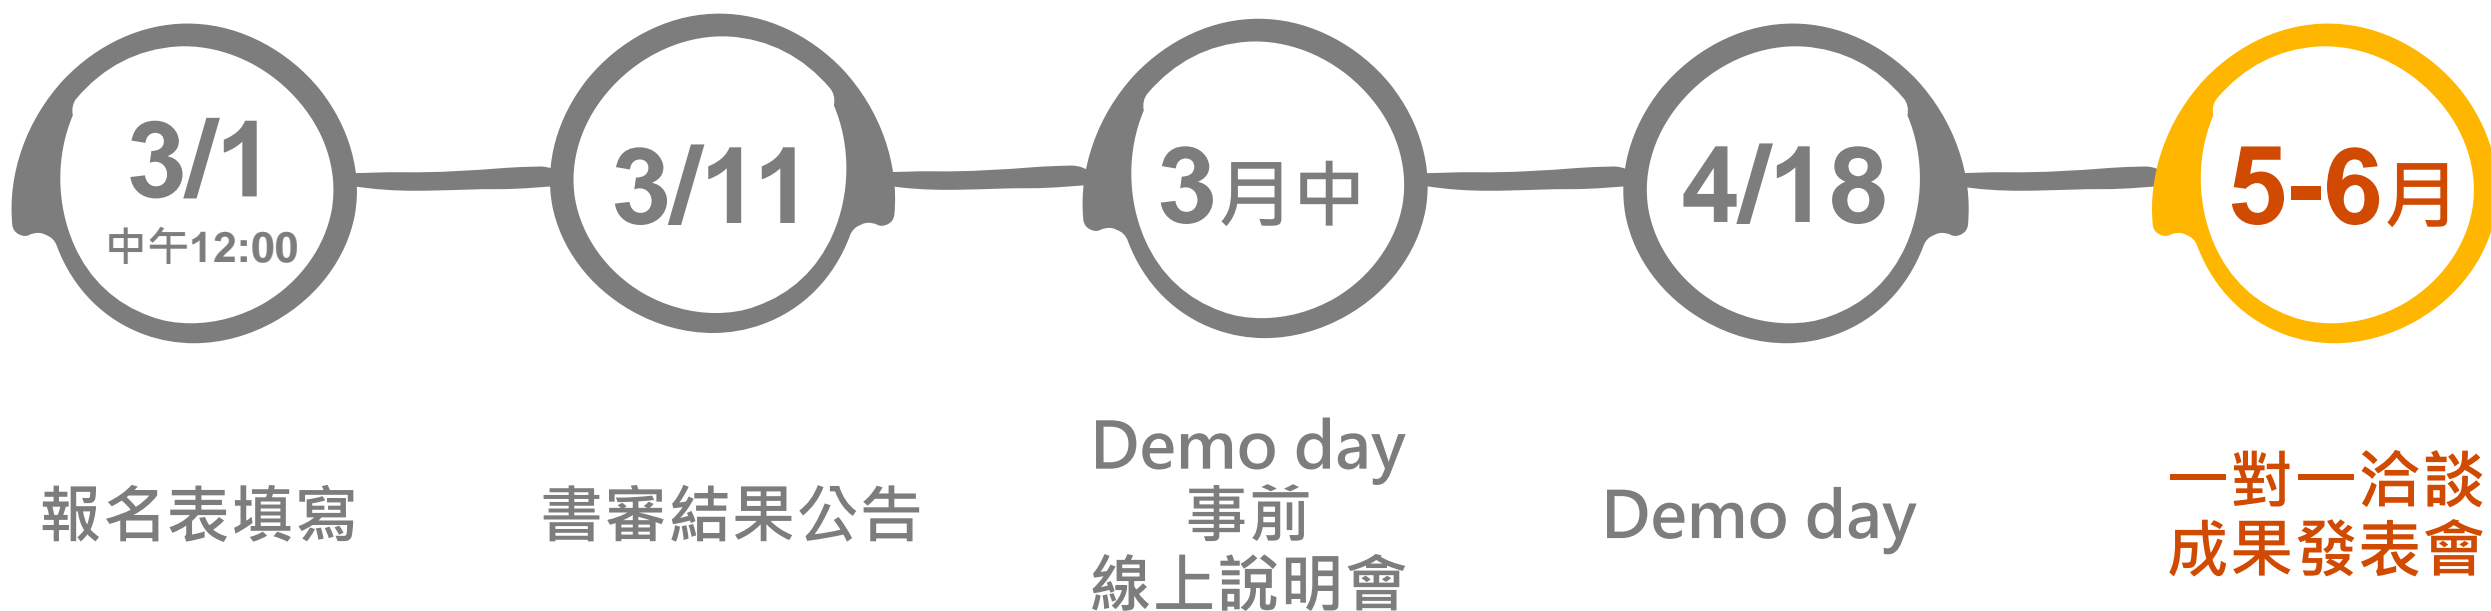 3/1
中午12:00
報名表填寫
3/11
書審結果公告
3月中
Demo day
事前
線上說明會
4/18
Demo day
5-6月
一對一洽談
成果發表會